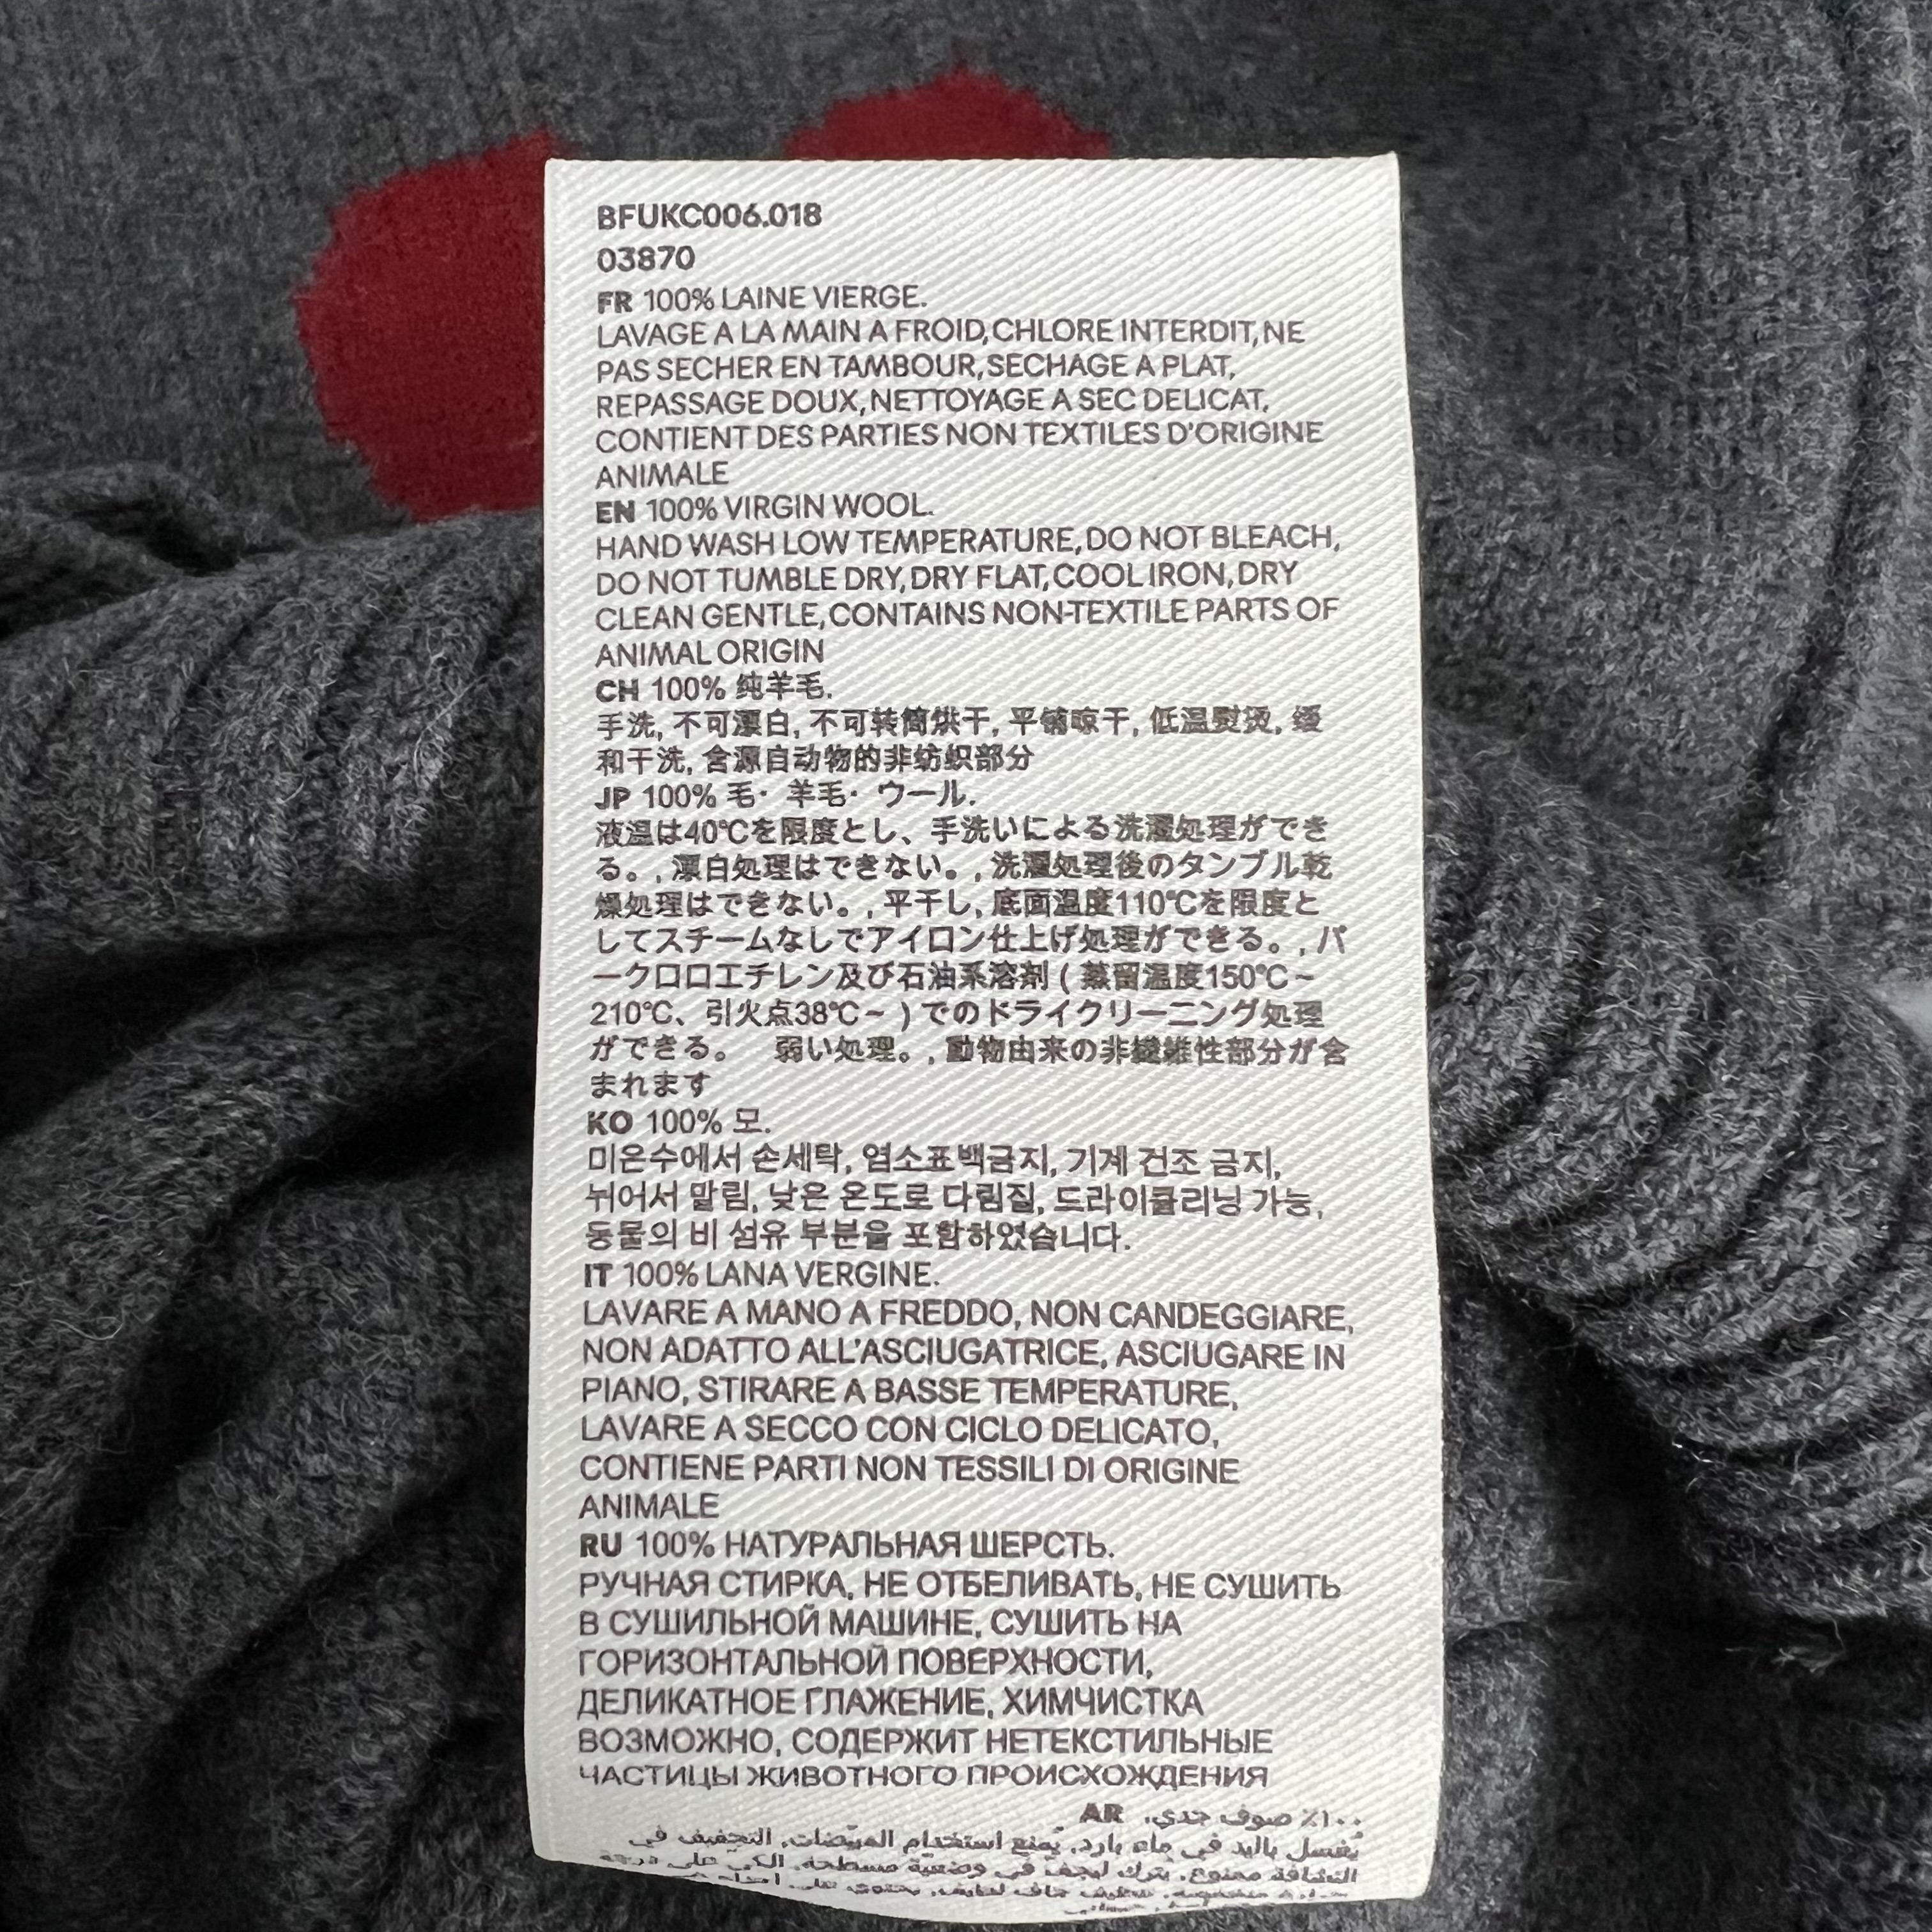 BFUKC006.018
03870
FR 100% LAINE VIERGE.
LAVAGE A LA MAIN A FROID,CHLORE INTERDIT,NE
PAS SECHER EN TAMBOUR,SECHAGE A PLAT,
REPASSAGE DOUX,NETTOYAGE A SEC DELICAT,
CONTIENT DES PARTIES NON TEXTILES D'ORIGINE
ANIMALE
EN 100% VIRGIN WOOL.
HAND WASH LOW TEMPERATURE,DO NOT BLEACH,
DO NOT TUMBLE DRY,DRY FLAT,COOL IRON,DRY
CLEAN GENTLE,CONTAINS NON-TEXTILE PARTS OF
ANIMAL ORIGIN
CH 100% 纯羊毛.
手洗, 不可漂白, 不可转筒烘干, 平铺晾干, 低温熨烫, 缓
和干洗, 含源自动物的非纺织部分
JP 100% 毛・羊毛・ウール.
液温は40℃を限度とし、手洗いによる洗濯処理ができ
る。, 漂白処理はできない。, 洗濯処理後のタンブル乾
燥処理はできない。, 平干し, 底面温度110℃を限度と
してスチームなしでアイロン仕上げ処理ができる。, パ
ークロロエチレン及び石油系溶剤 ( 蒸留温度150℃～
210℃、引火点38℃～ ) でのドライクリーニング処理
ができる。 弱い処理。, 動物由来の非繊維性部分が含
まれます
KO 100% 모.
미온수에서 손세탁, 염소표백금지, 기계 건조 금지,
뉘어서 말림, 낮은 온도로 다림질, 드라이클리닝 가능,
동물의 비 섬유 부분을 포함하였습니다.
IT 100% LANA VERGINE.
LAVARE A MANO A FREDDO, NON CANDEGGIARE,
NON ADATTO ALL'ASCIUGATRICE, ASCIUGARE IN
PIANO, STIRARE A BASSE TEMPERATURE,
LAVARE A SECCO CON CICLO DELICATO,
CONTIENE PARTI NON TESSILI DI ORIGINE
ANIMALE
RU 100% НАТУРАЛЬНАЯ ШЕРСТЬ.
РУЧНАЯ СТИРКА, НЕ ОТБЕЛИВАТЬ, НЕ СУШИТЬ
В СУШИЛЬНОЙ МАШИНЕ, СУШИТЬ НА
ГОРИЗОНТАЛЬНОЙ ПОВЕРХНОСТИ,
ДЕЛИКАТНОЕ ГЛАЖЕНИЕ, ХИМЧИСТКА
ВОЗМОЖНО, СОДЕРЖИТ НЕТЕКСТИЛЬНЫЕ
ЧАСТИЦЫ ЖИВОТНОГО ПРОИСХОЖДЕНИЯ
١٠٠٪ صوف جدي. AR
يُغسل باليد في ماء بارد. يُمنع استخدام المبيّضات. التجفيف في
النشافة ممنوع. يترك ليجف في وضعية مسطحة. الكيّ على درجة